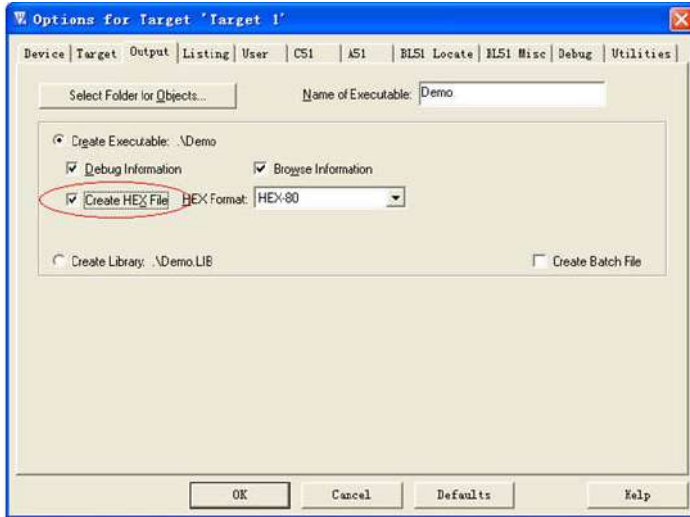 Options for Target 'Target 1'
Device Target Output Listing User C51 A51 BL51 Locate BL51 Misc Debug Utilities
Select Folder for Objects... Name of Executable: Demo
Create Executable: .\Demo
Debug Information Browse Information
Create HEX File HEX Format: HEX-80
Create Library: .\Demo.LIB Create Batch File
OK Cancel Defaults Help